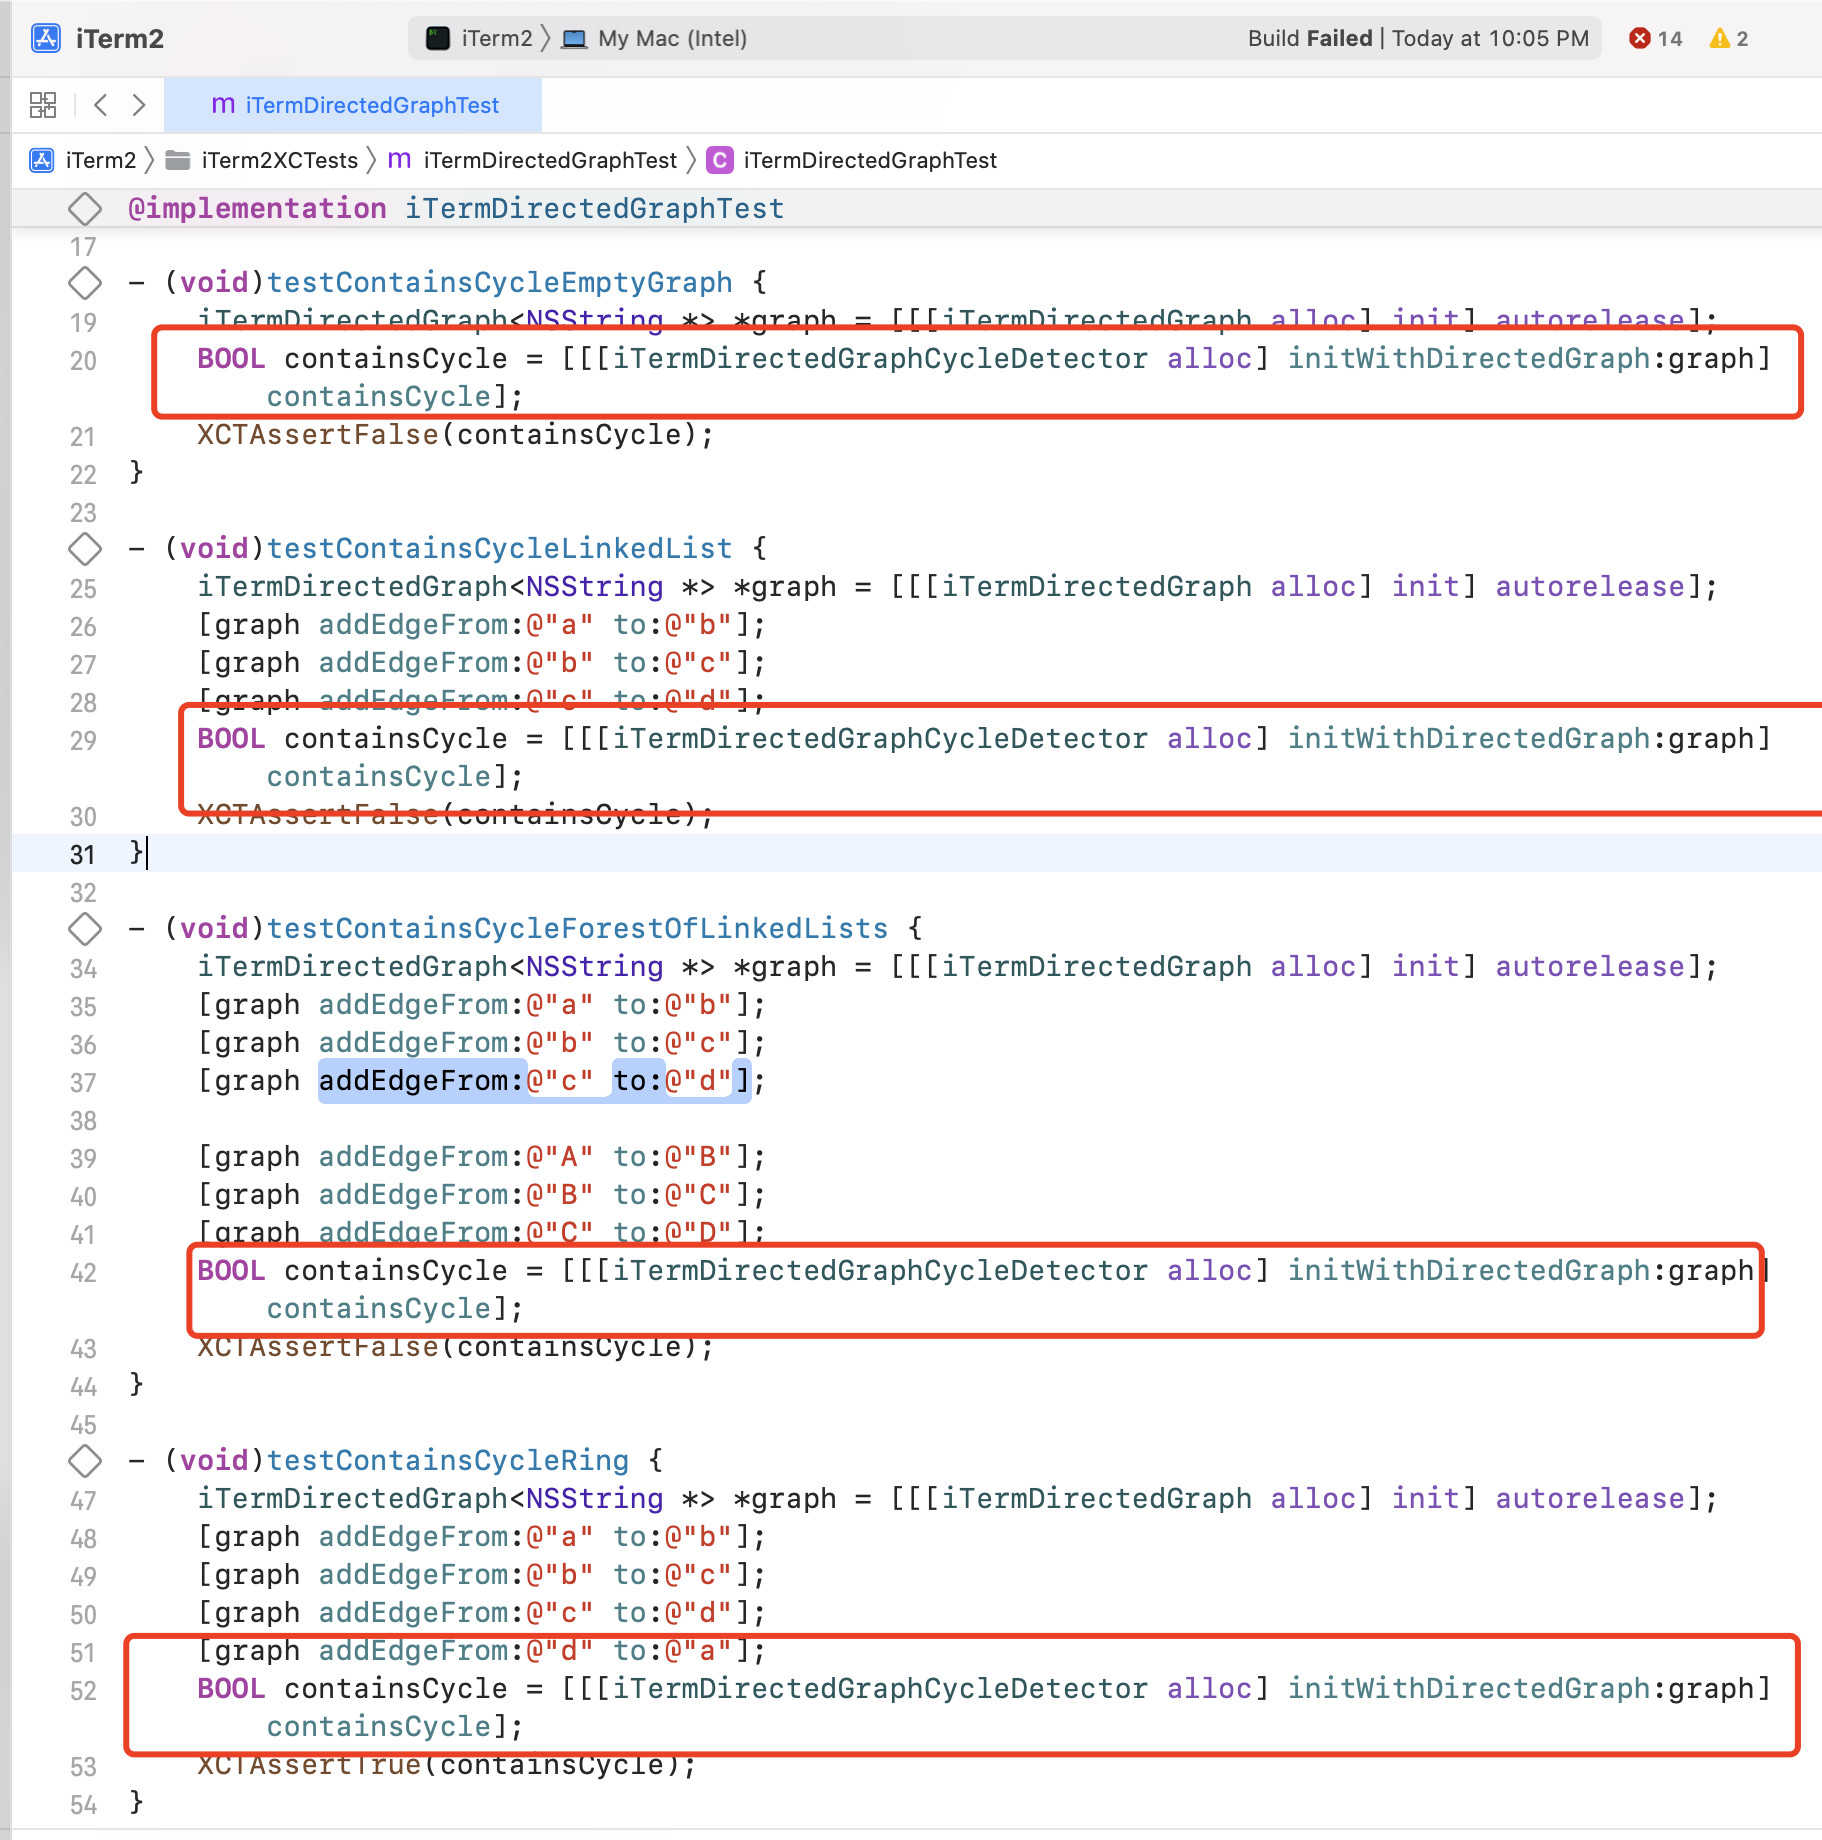 iTerm2
iTerm2 〉 My Mac (Intel)
Build Failed | Today at 10:05 PM
14
2
m iTermDirectedGraphTest
iTerm2 〉 iTerm2XCTests 〉 m iTermDirectedGraphTest 〉 C iTermDirectedGraphTest
@implementation iTermDirectedGraphTest
17
- (void)testContainsCycleEmptyGraph {
19 iTermDirectedGraph<NSString *> *graph = [[[iTermDirectedGraph alloc] init] autorelease];
20 BOOL containsCycle = [[[iTermDirectedGraphCycleDetector alloc] initWithDirectedGraph:graph]
containsCycle];
21 XCTAssertFalse(containsCycle);
22 }
23
- (void)testContainsCycleLinkedList {
25 iTermDirectedGraph<NSString *> *graph = [[[iTermDirectedGraph alloc] init] autorelease];
26 [graph addEdgeFrom:@"a" to:@"b"];
27 [graph addEdgeFrom:@"b" to:@"c"];
28 [graph addEdgeFrom:@"c" to:@"d"];
29 BOOL containsCycle = [[[iTermDirectedGraphCycleDetector alloc] initWithDirectedGraph:graph]
containsCycle];
30 XCTAssertFalse(containsCycle);
31 }
32
- (void)testContainsCycleForestOfLinkedLists {
34 iTermDirectedGraph<NSString *> *graph = [[[iTermDirectedGraph alloc] init] autorelease];
35 [graph addEdgeFrom:@"a" to:@"b"];
36 [graph addEdgeFrom:@"b" to:@"c"];
37 [graph addEdgeFrom:@"c" to:@"d"];
38
39 [graph addEdgeFrom:@"A" to:@"B"];
40 [graph addEdgeFrom:@"B" to:@"C"];
41 [graph addEdgeFrom:@"C" to:@"D"];
42 BOOL containsCycle = [[[iTermDirectedGraphCycleDetector alloc] initWithDirectedGraph:graph]
containsCycle];
43 XCTAssertFalse(containsCycle);
44 }
45
- (void)testContainsCycleRing {
47 iTermDirectedGraph<NSString *> *graph = [[[iTermDirectedGraph alloc] init] autorelease];
48 [graph addEdgeFrom:@"a" to:@"b"];
49 [graph addEdgeFrom:@"b" to:@"c"];
50 [graph addEdgeFrom:@"c" to:@"d"];
51 [graph addEdgeFrom:@"d" to:@"a"];
52 BOOL containsCycle = [[[iTermDirectedGraphCycleDetector alloc] initWithDirectedGraph:graph]
containsCycle];
53 XCTAssertTrue(containsCycle);
54 }